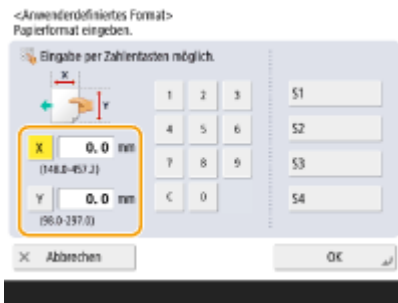 <Anwenderdefiniertes Format>
Papierformat eingeben.
Eingabe per Zahlentasten möglich.
X
Y
1 2 3
S1
4 5 6
S2
X 0. 0 mm
(148.0-457.2)
7 8 9
S3
Y 0. 0 mm
(98.0-297.0)
C 0
S4
× Abbrechen
OK